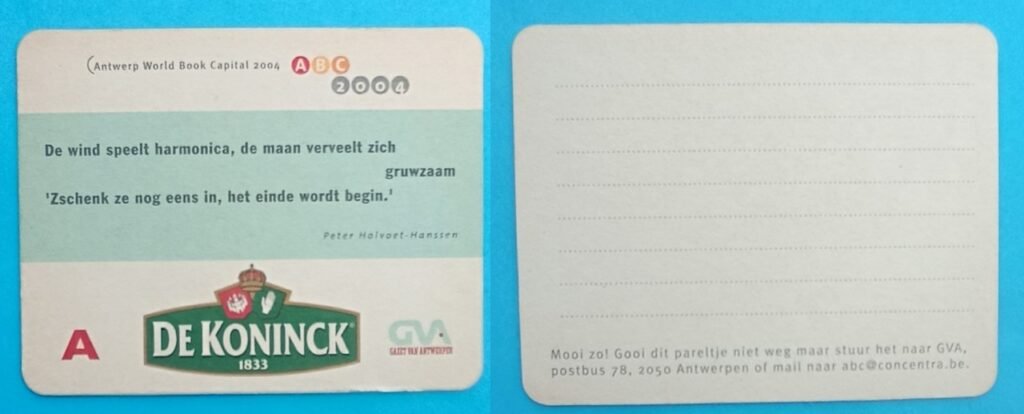 (Antwerp World Book Capital 2004 ABC
2004
De wind speelt harmonica, de maan verveelt zich
gruwzaam
'Zschenk ze nog eens in, het einde wordt begin.'
Peter Holvoet-Hanssen
A
DE KONINCK
1833
GVA
GAZET VAN ANTWERPEN
Mooi zo! Gooi dit pareltje niet weg maar stuur het naar GVA,
postbus 78, 2050 Antwerpen of mail naar abc@concentra.be.